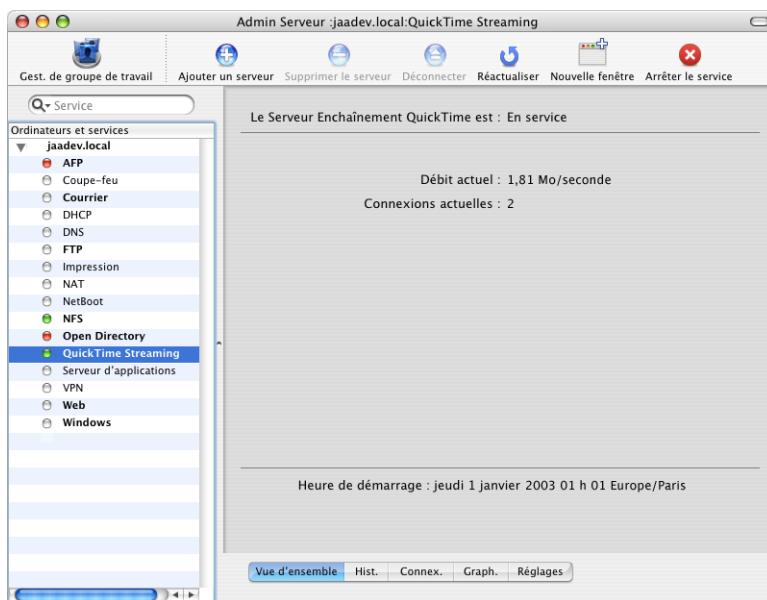 Admin Serveur :jaadev.local:QuickTime Streaming
Gest. de groupe de travail Ajouter un serveur Supprimer le serveur Déconnecter Réactualiser Nouvelle fenêtre Arrêter le service
Service
Ordinateurs et services
jaadev.local
AFP
Coupe-feu
Courrier
DHCP
DNS
FTP
Impression
NAT
NetBoot
NFS
Open Directory
QuickTime Streaming
Serveur d'applications
VPN
Web
Windows
Le Serveur Enchaînement QuickTime est : En service
Débit actuel : 1,81 Mo/seconde
Connexions actuelles : 2
Heure de démarrage : jeudi 1 janvier 2003 01 h 01 Europe/Paris
Vue d'ensemble Hist. Connex. Graph. Réglages